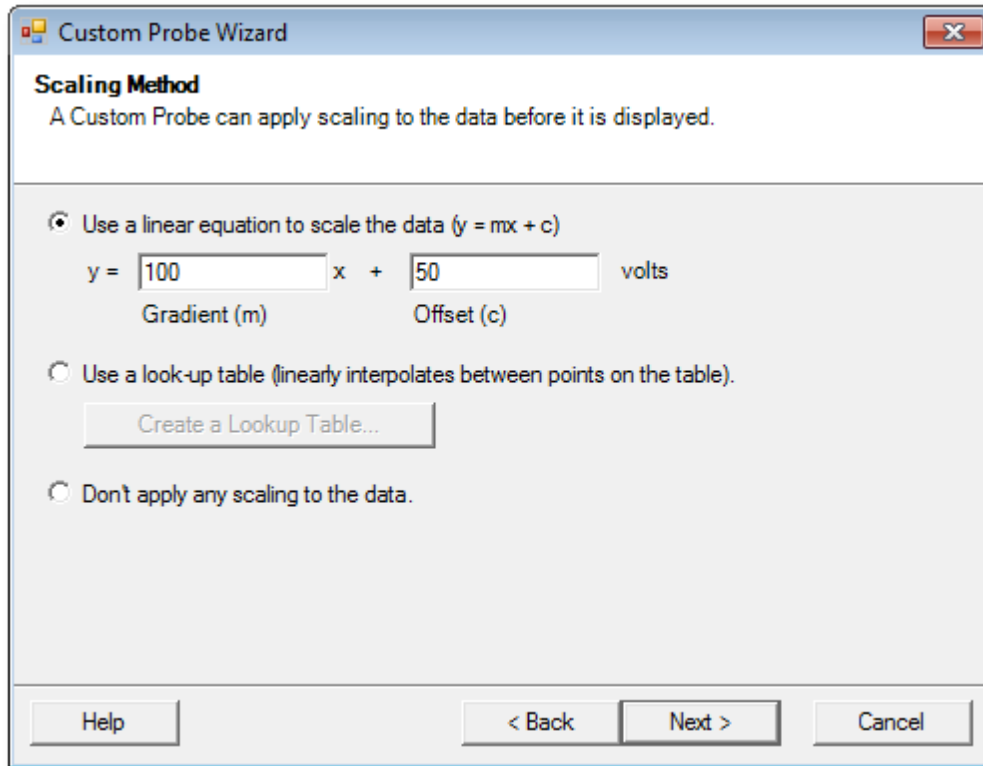 Custom Probe Wizard
Scaling Method
A Custom Probe can apply scaling to the data before it is displayed.
Use a linear equation to scale the data (y = mx + c)
y = 100 x + 50 volts
Gradient (m) Offset (c)
Use a look-up table (linearly interpolates between points on the table).
Create a Lookup Table...
Don't apply any scaling to the data.
Help < Back Next > Cancel